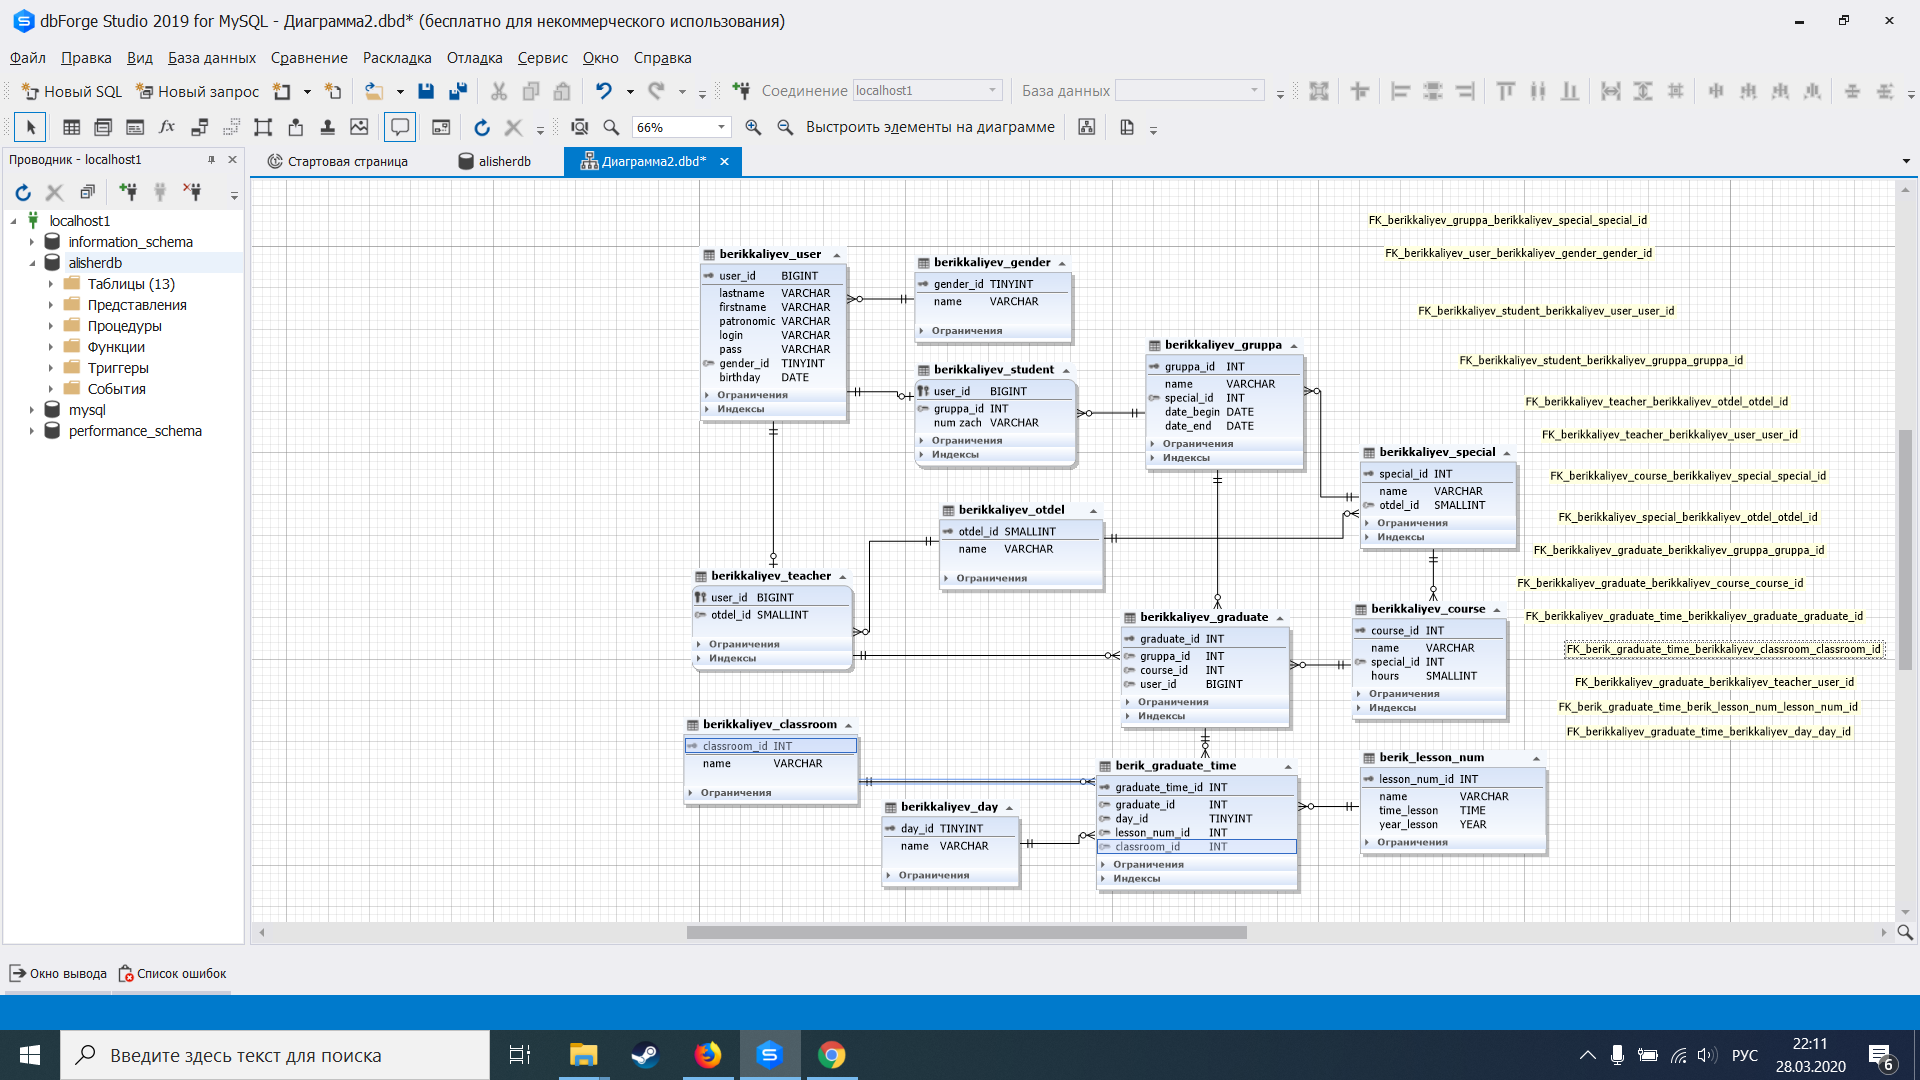 dbForge Studio 2019 for MySQL - Диаграмма2.dbd* (бесплатно для некоммерческого использования)
Файл Правка Вид База данных Сравнение Раскладка Отладка Сервис Окно Справка
Новый SQL Новый запрос Соединение localhost1 База данных
66% Выстроить элементы на диаграмме
Проводник - localhost1
Стартовая страница alisherdb Диаграмма2.dbd*
localhost1
information_schema
alisherdb
Таблицы (13)
Представления
Процедуры
Функции
Триггеры
События
mysql
performance_schema
berikkaliyev_user
user_id BIGINT
lastname VARCHAR
firstname VARCHAR
patronomic VARCHAR
login VARCHAR
pass VARCHAR
gender_id TINYINT
birthday DATE
Ограничения
Индексы
berikkaliyev_gender
gender_id TINYINT
name VARCHAR
Ограничения
berikkaliyev_student
user_id BIGINT
gruppa_id INT
num zach VARCHAR
Ограничения
Индексы
berikkaliyev_gruppa
gruppa_id INT
name VARCHAR
special_id INT
date_begin DATE
date_end DATE
Ограничения
Индексы
berikkaliyev_special
special_id INT
name VARCHAR
otdel_id SMALLINT
Ограничения
Индексы
berikkaliyev_otdel
otdel_id SMALLINT
name VARCHAR
Ограничения
berikkaliyev_teacher
user_id BIGINT
otdel_id SMALLINT
Ограничения
Индексы
berikkaliyev_graduate
graduate_id INT
gruppa_id INT
course_id INT
user_id BIGINT
Ограничения
Индексы
berikkaliyev_course
course_id INT
name VARCHAR
special_id INT
hours SMALLINT
Ограничения
Индексы
berikkaliyev_classroom
classroom_id INT
name VARCHAR
Ограничения
berikkaliyev_day
day_id TINYINT
name VARCHAR
Ограничения
berik_graduate_time
graduate_time_id INT
graduate_id INT
day_id TINYINT
lesson_num_id INT
classroom_id INT
Ограничения
Индексы
berik_lesson_num
lesson_num_id INT
name VARCHAR
time_lesson TIME
year_lesson YEAR
Ограничения
FK_berikkaliyev_gruppa_berikkaliyev_special_special_id
FK_berikkaliyev_user_berikkaliyev_gender_gender_id
FK_berikkaliyev_student_berikkaliyev_user_user_id
FK_berikkaliyev_student_berikkaliyev_gruppa_gruppa_id
FK_berikkaliyev_teacher_berikkaliyev_otdel_otdel_id
FK_berikkaliyev_teacher_berikkaliyev_user_user_id
FK_berikkaliyev_course_berikkaliyev_special_special_id
FK_berikkaliyev_special_berikkaliyev_otdel_otdel_id
FK_berikkaliyev_graduate_berikkaliyev_gruppa_gruppa_id
FK_berikkaliyev_graduate_berikkaliyev_course_course_id
FK_berikkaliyev_graduate_time_berikkaliyev_graduate_graduate_id
FK_berik_graduate_time_berikkaliyev_classroom_classroom_id
FK_berikkaliyev_graduate_berikkaliyev_teacher_user_id
FK_berik_graduate_time_berik_lesson_num_lesson_num_id
FK_berikkaliyev_graduate_time_berikkaliyev_day_day_id
Окно вывода Список ошибок
Введите здесь текст для поиска
РУС
22:11
28.03.2020
6